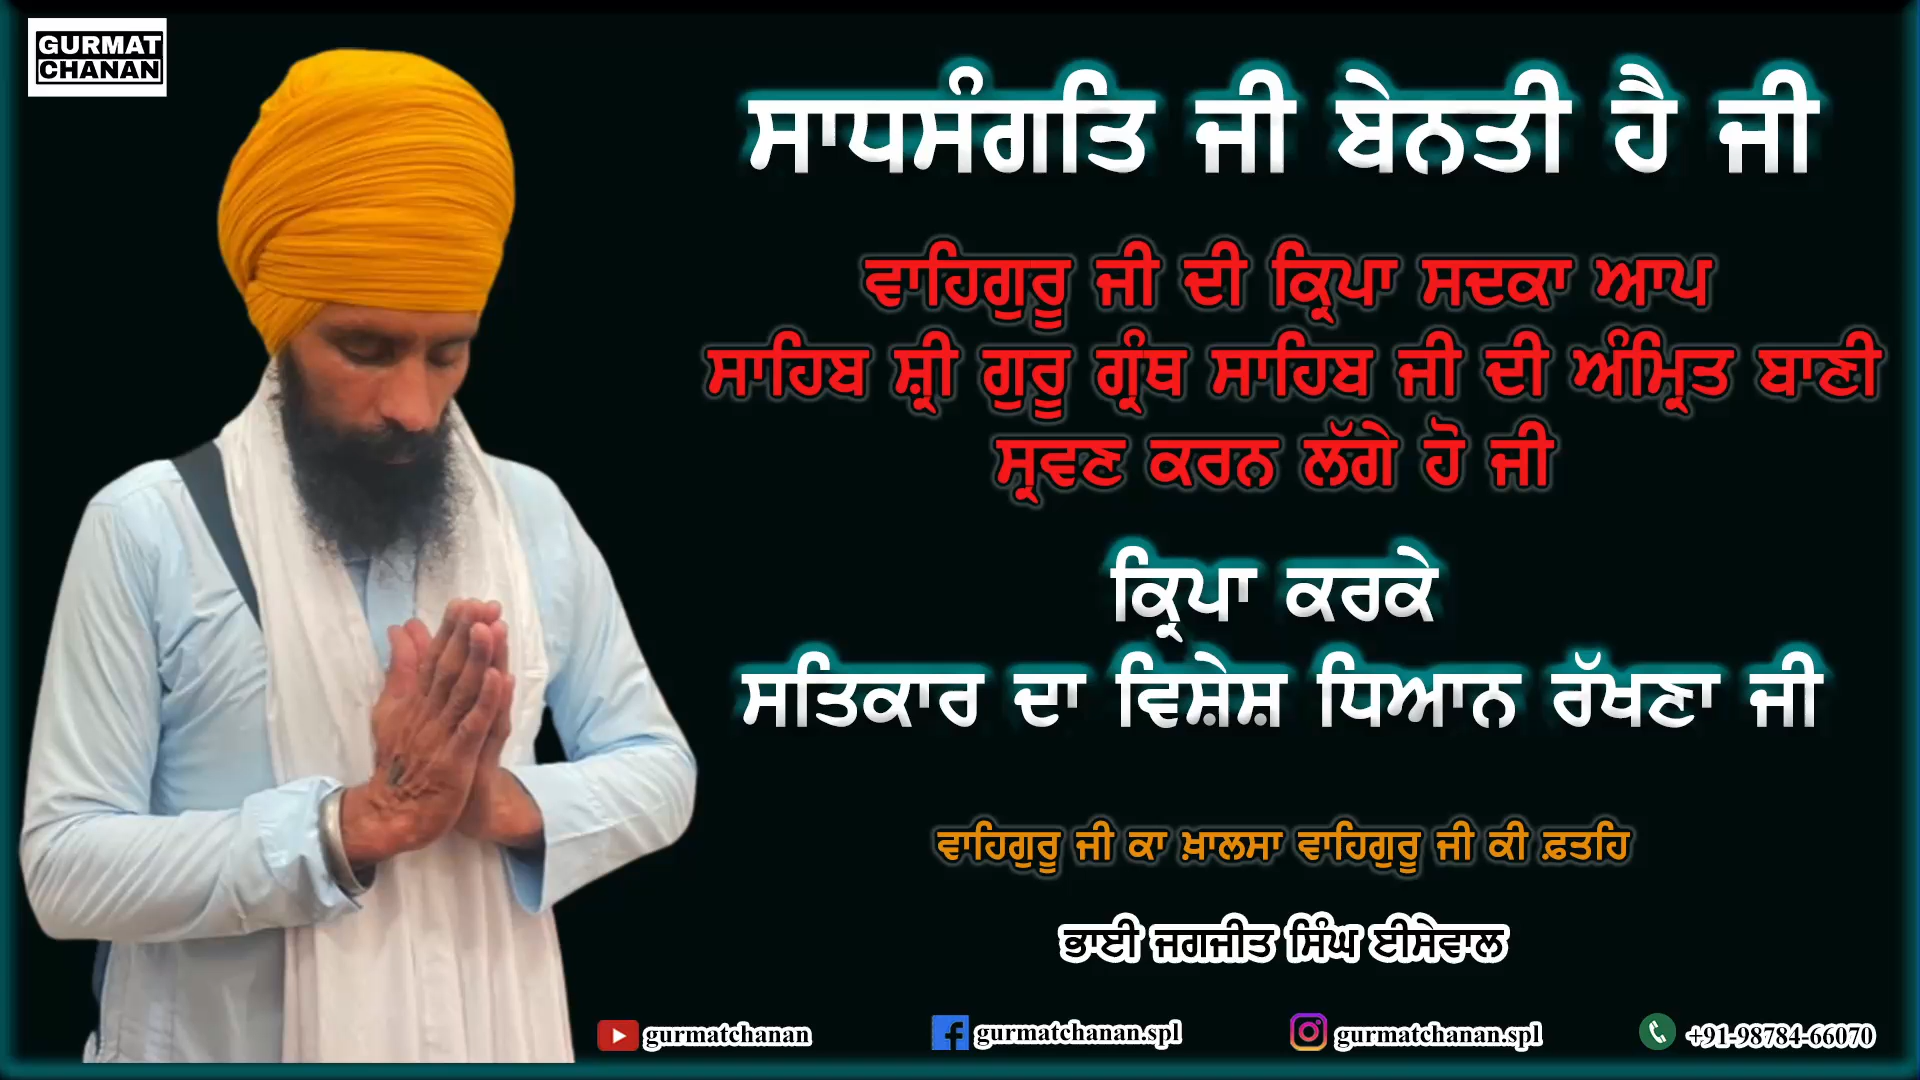 GURMAT
CHANAN
ਸਾਧਸੰਗਤਿ ਜੀ ਬੇਨਤੀ ਹੈ ਜੀ
ਵਾਹਿਗੁਰੂ ਜੀ ਦੀ ਕ੍ਰਿਪਾ ਸਦਕਾ ਆਪ
ਸਾਹਿਬ ਸ਼੍ਰੀ ਗੁਰੂ ਗ੍ਰੰਥ ਸਾਹਿਬ ਜੀ ਦੀ ਅੰਮ੍ਰਿਤ ਬਾਣੀ
ਸ੍ਰਵਣ ਕਰਨ ਲੱਗੇ ਹੋ ਜੀ
ਕ੍ਰਿਪਾ ਕਰਕੇ
ਸਤਿਕਾਰ ਦਾ ਵਿਸ਼ੇਸ਼ ਧਿਆਨ ਰੱਖਣਾ ਜੀ
ਵਾਹਿਗੁਰੂ ਜੀ ਕਾ ਖ਼ਾਲਸਾ ਵਾਹਿਗੁਰੂ ਜੀ ਕੀ ਫ਼ਤਹਿ
ਭਾਈ ਜਗਜੀਤ ਸਿੰਘ ਈਸੇਵਾਲ
gurmatchanan gurmatchanan.spl gurmatchanan.spl +91-98784-66070